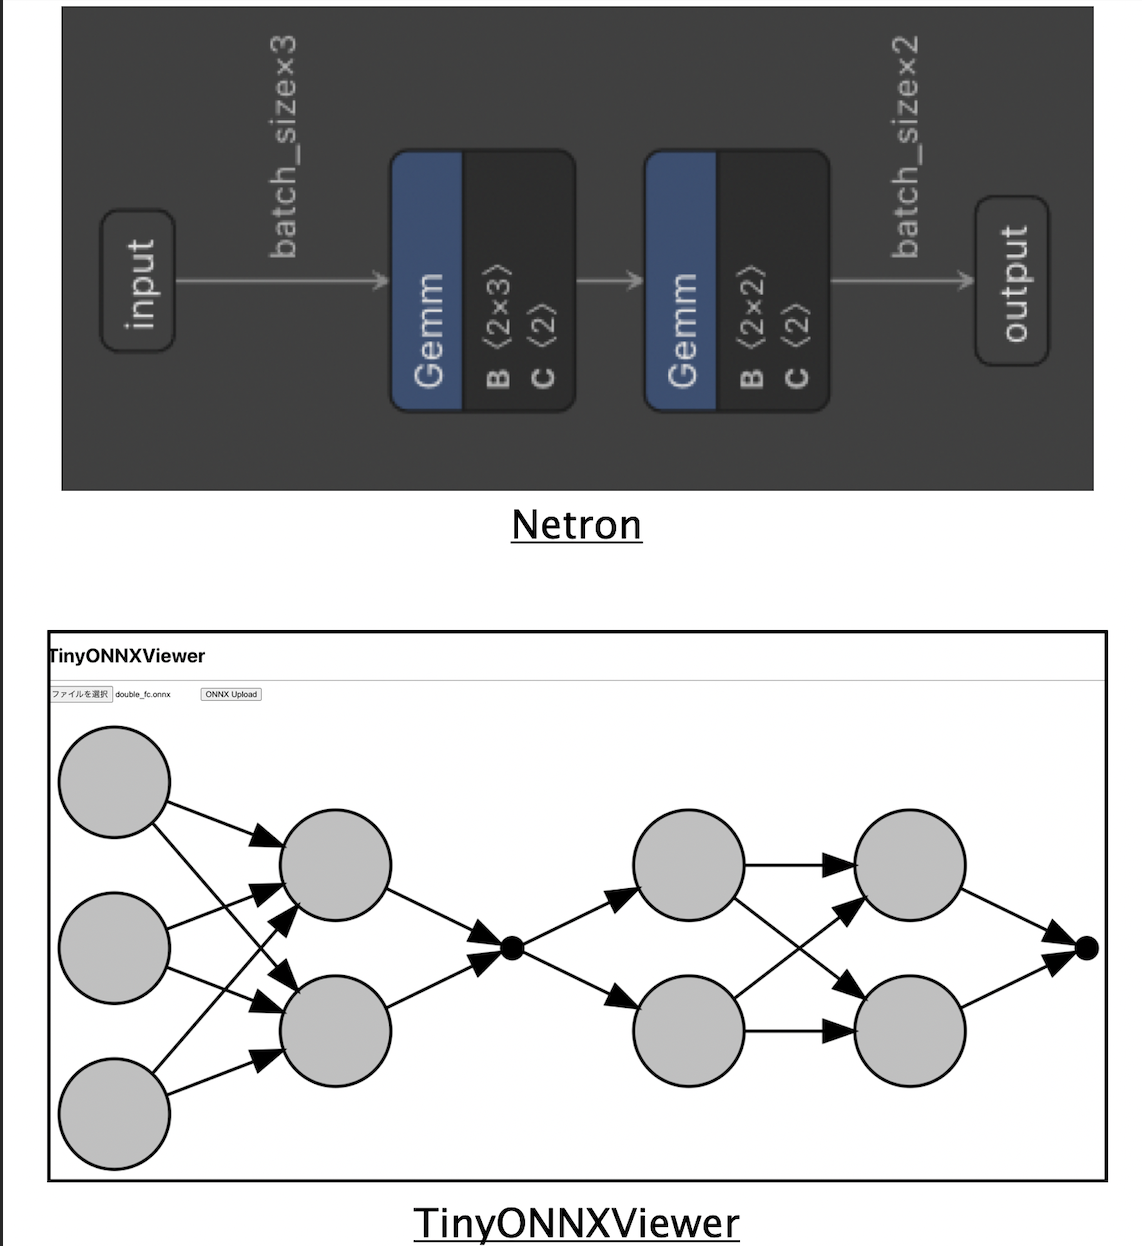 input
batch_size×3
Gemm
B ⟨2×3⟩
C ⟨2⟩
Gemm
B ⟨2×2⟩
C ⟨2⟩
batch_size×2
output
Netron
TinyONNXViewer
ファイルを選択 double_fc.onnx ONNX Upload
TinyONNXViewer